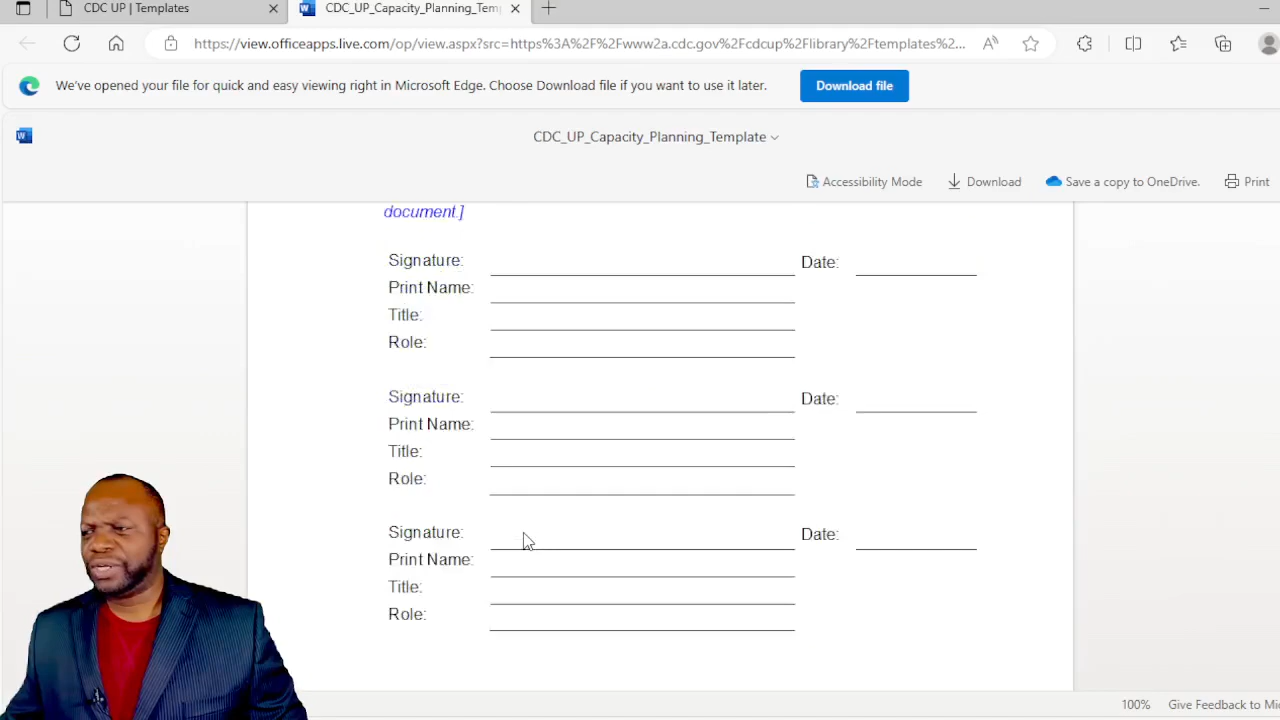 CDC UP | Templates
CDC_UP_Capacity_Planning_Tem
https://view.officeapps.live.com/op/view.aspx?src=https%3A%2F%2Fwww2a.cdc.gov%2Fcdcup%2Flibrary%2Ftemplates%2...
We've opened your file for quick and easy viewing right in Microsoft Edge. Choose Download file if you want to use it later.
Download file
CDC_UP_Capacity_Planning_Template
Accessibility Mode
Download
Save a copy to OneDrive.
Print
document.]
Signature:
Date:
Print Name:
Title:
Role:
Signature:
Date:
Print Name:
Title:
Role:
Signature:
Date:
Print Name:
Title:
Role:
100%
Give Feedback to Mi